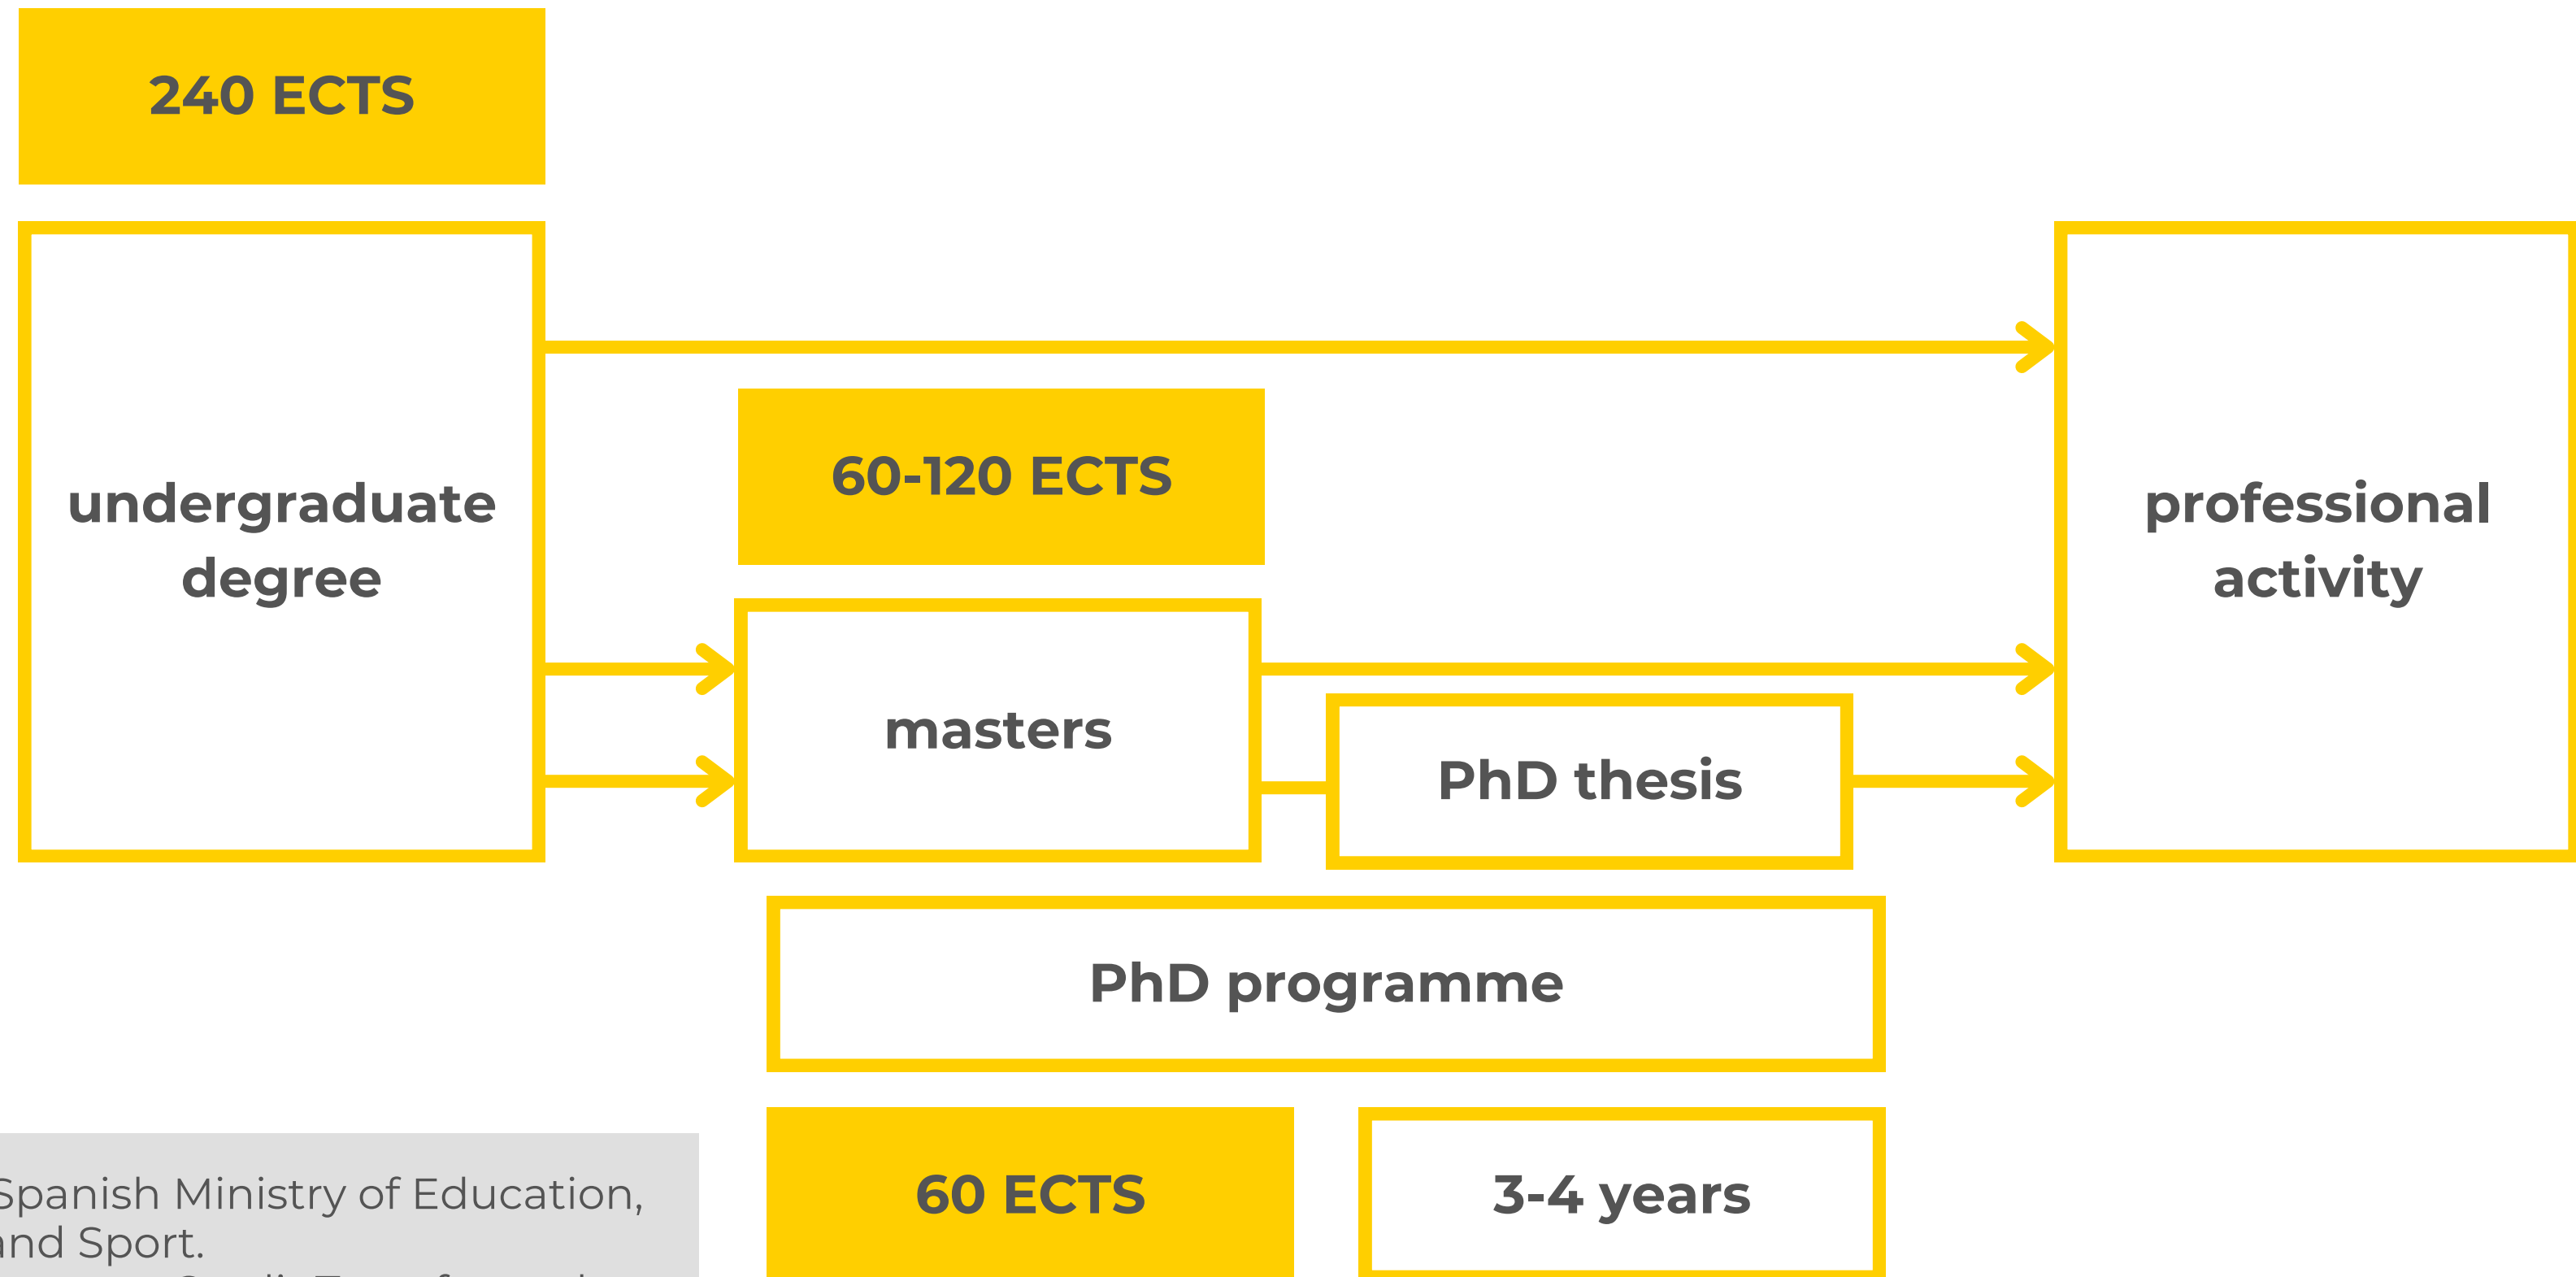 240 ECTS
undergraduate
degree
60-120 ECTS
masters
PhD thesis
professional
activity
PhD programme
60 ECTS
3-4 years
Spanish Ministry of Education,
and Sport.